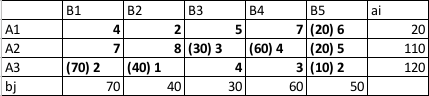 B1 B2 B3 B4 B5 ai
A1 4 2 5 7 (20) 6 20
A2 7 8 (30) 3 (60) 4 (20) 5 110
A3 (70) 2 (40) 1 4 3 (10) 2 120
bj 70 40 30 60 50